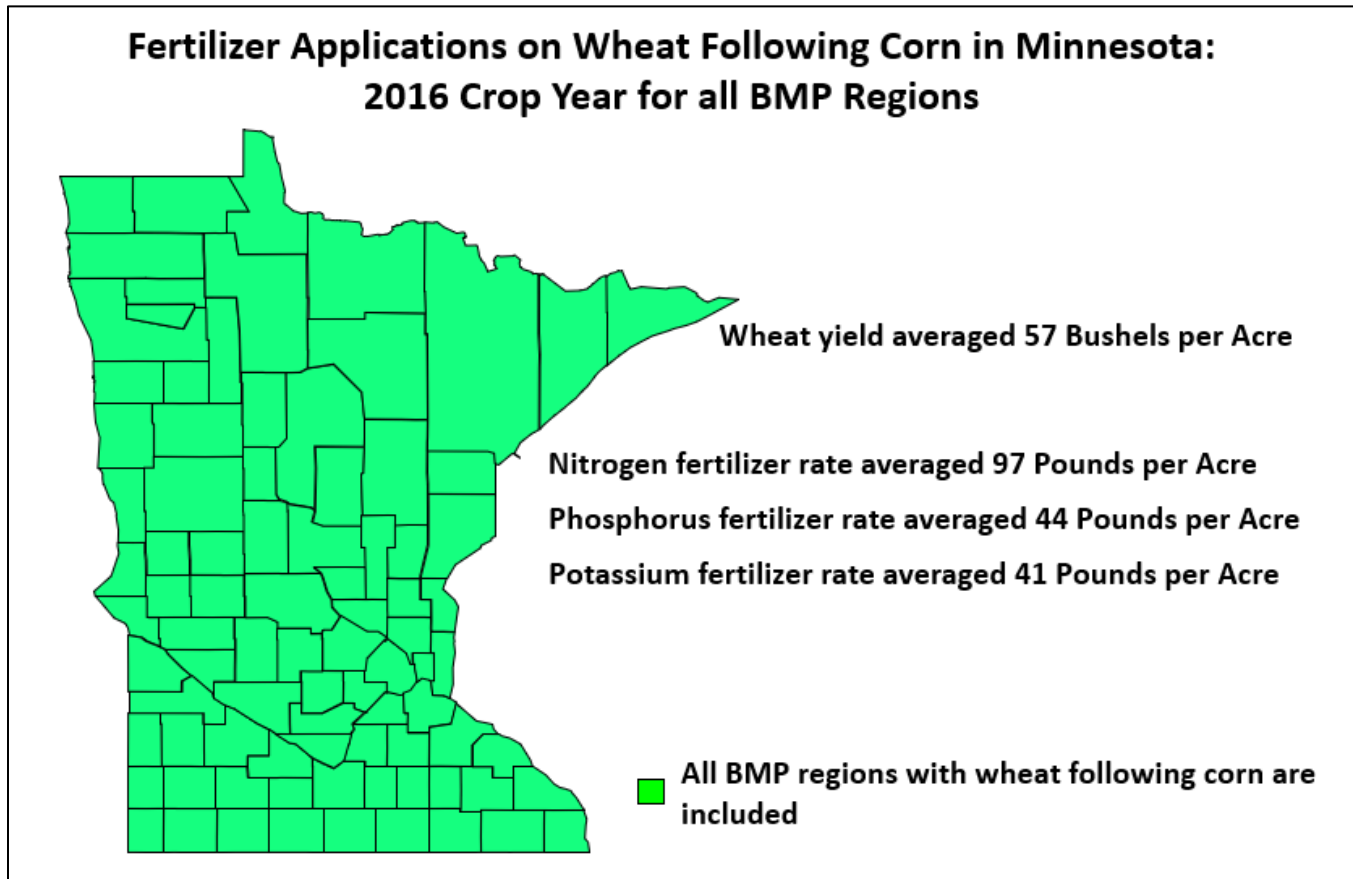 Fertilizer Applications on Wheat Following Corn in Minnesota:
2016 Crop Year for all BMP Regions
Wheat yield averaged 57 Bushels per Acre
Nitrogen fertilizer rate averaged 97 Pounds per Acre
Phosphorus fertilizer rate averaged 44 Pounds per Acre
Potassium fertilizer rate averaged 41 Pounds per Acre
All BMP regions with wheat following corn are
included